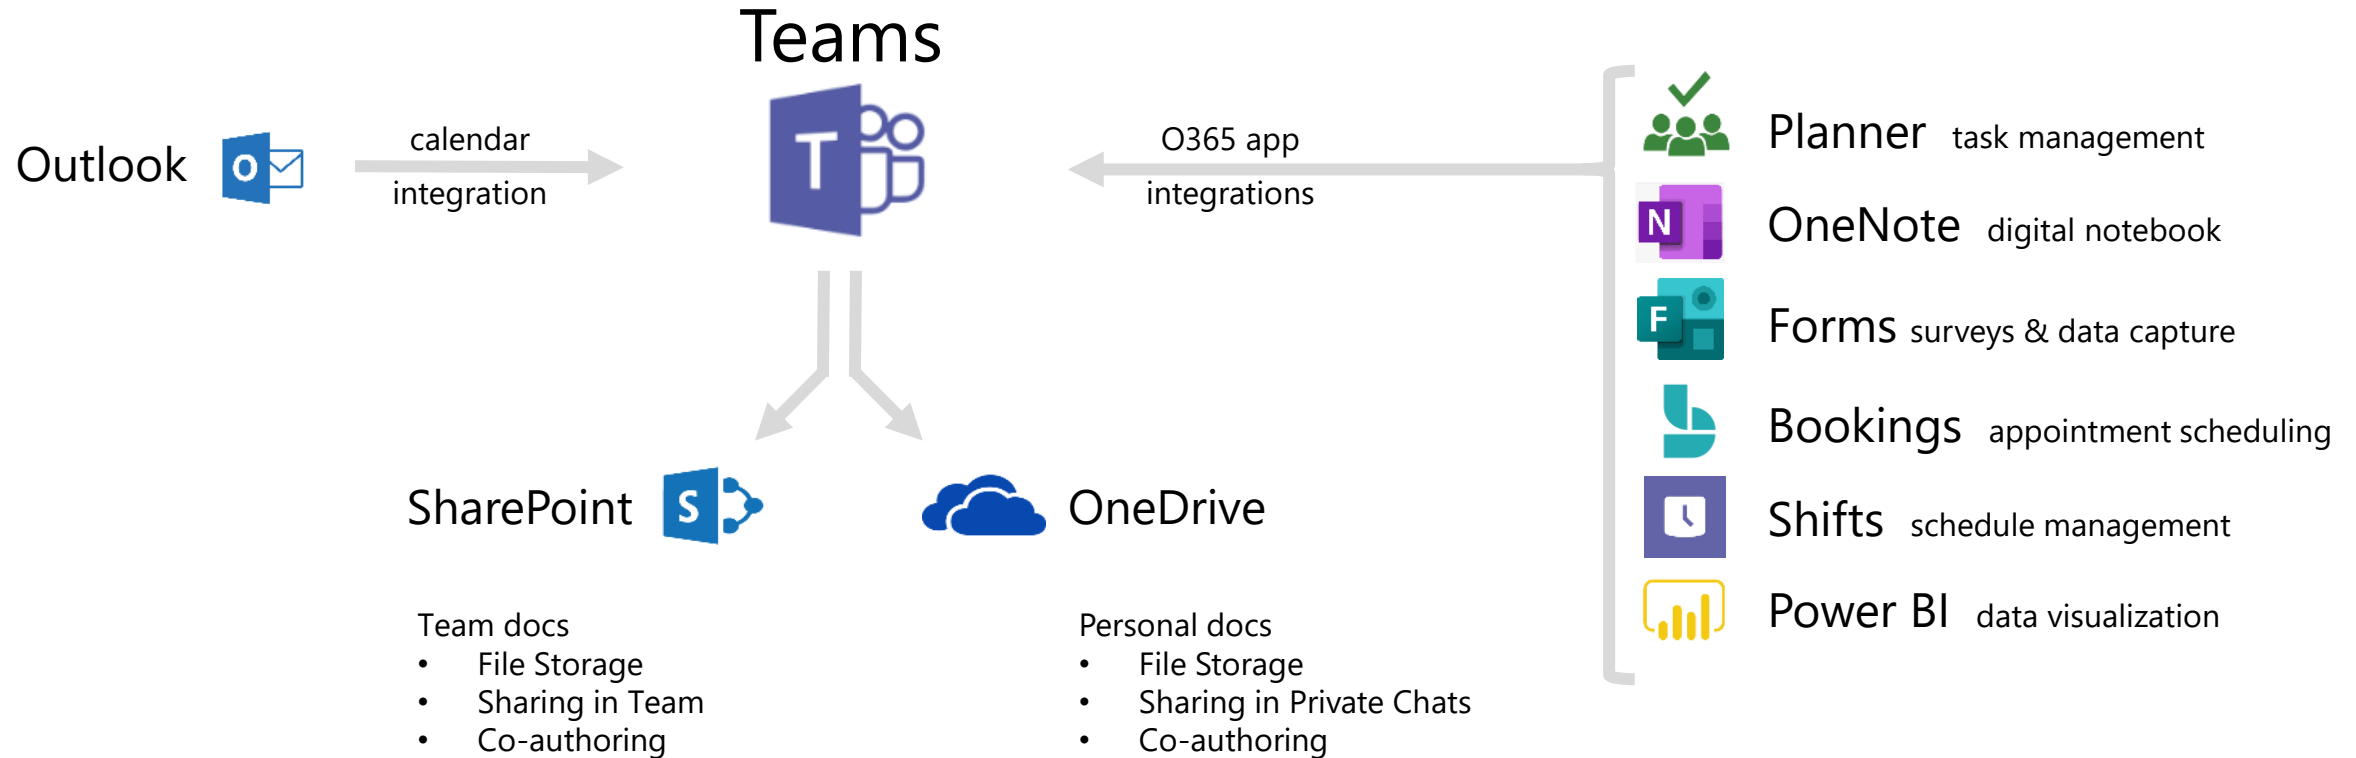 Teams
T
Outlook
O
calendar
integration
O365 app
integrations
Planner task management
N
OneNote digital notebook
F
Forms surveys & data capture
Bookings appointment scheduling
Shifts schedule management
Power BI data visualization
SharePoint
S
OneDrive
Team docs
• File Storage
• Sharing in Team
• Co-authoring
Personal docs
• File Storage
• Sharing in Private Chats
• Co-authoring